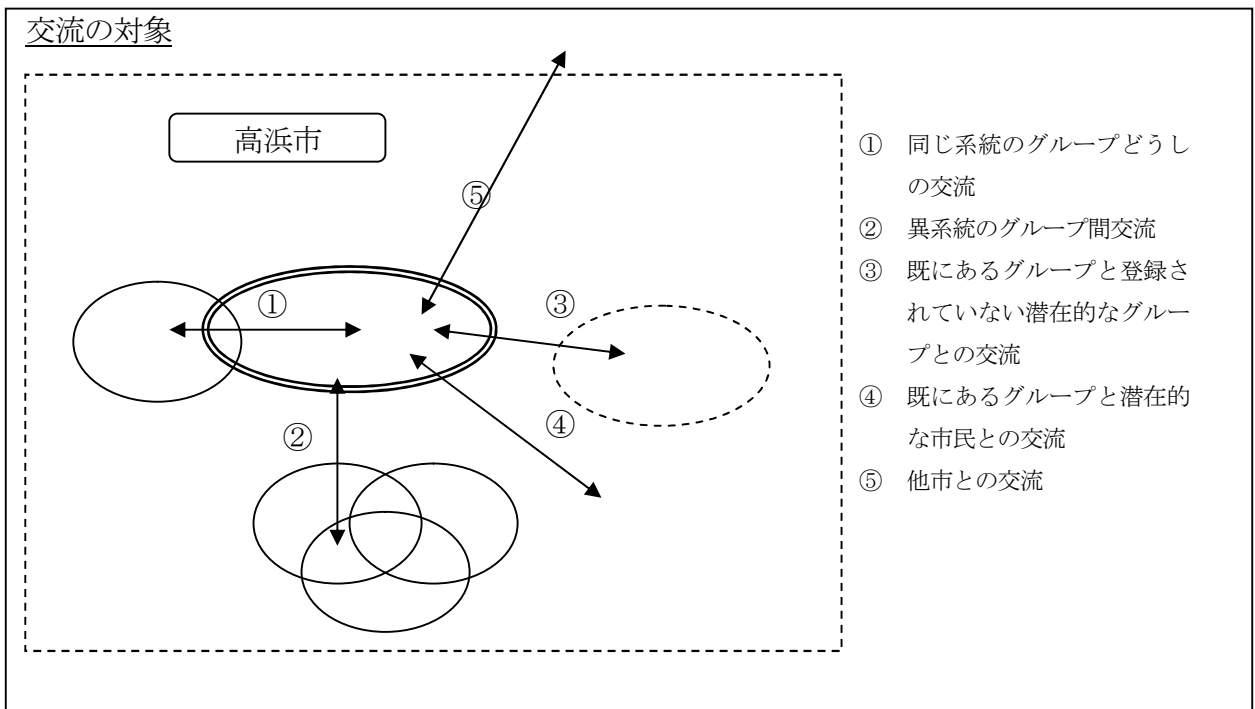 交流の対象
高浜市
⑤
①
③
②
④
① 同じ系統のグループどうし
の交流
② 異系統のグループ間交流
③ 既にあるグループと登録さ
れていない潜在的なグルー
プとの交流
④ 既にあるグループと潜在的
な市民との交流
⑤ 他市との交流